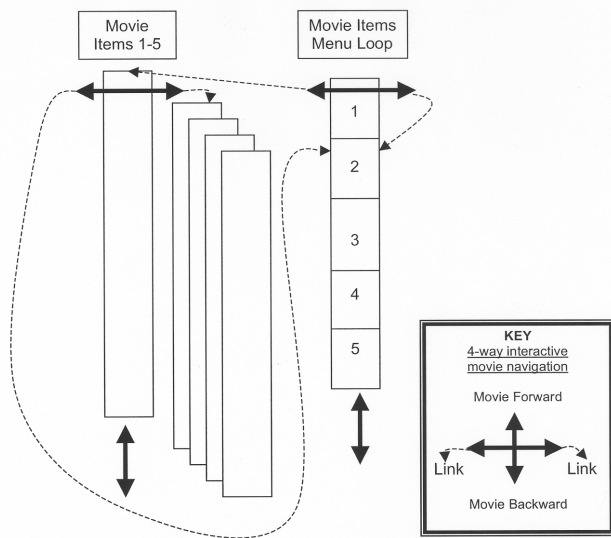 Movie
Items 1-5
Movie Items
Menu Loop
1
2
3
4
5
KEY
4-way interactive
movie navigation
Movie Forward
Link
Link
Movie Backward